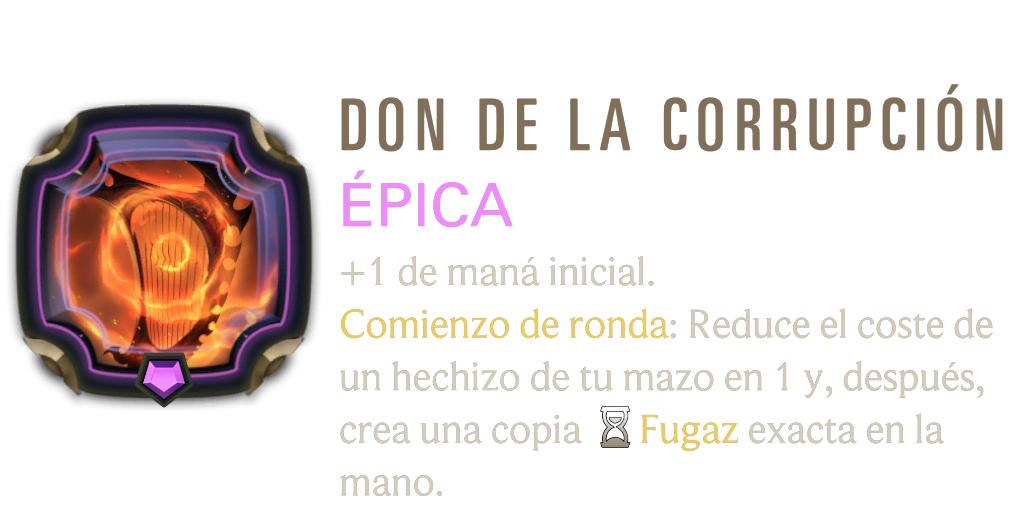 DON DE LA CORRUPCIÓN
ÉPICA
+1 de maná inicial.
Comienzo de ronda: Reduce el coste de
un hechizo de tu mazo en 1 y, después,
crea una copia Fugaz exacta en la
mano.